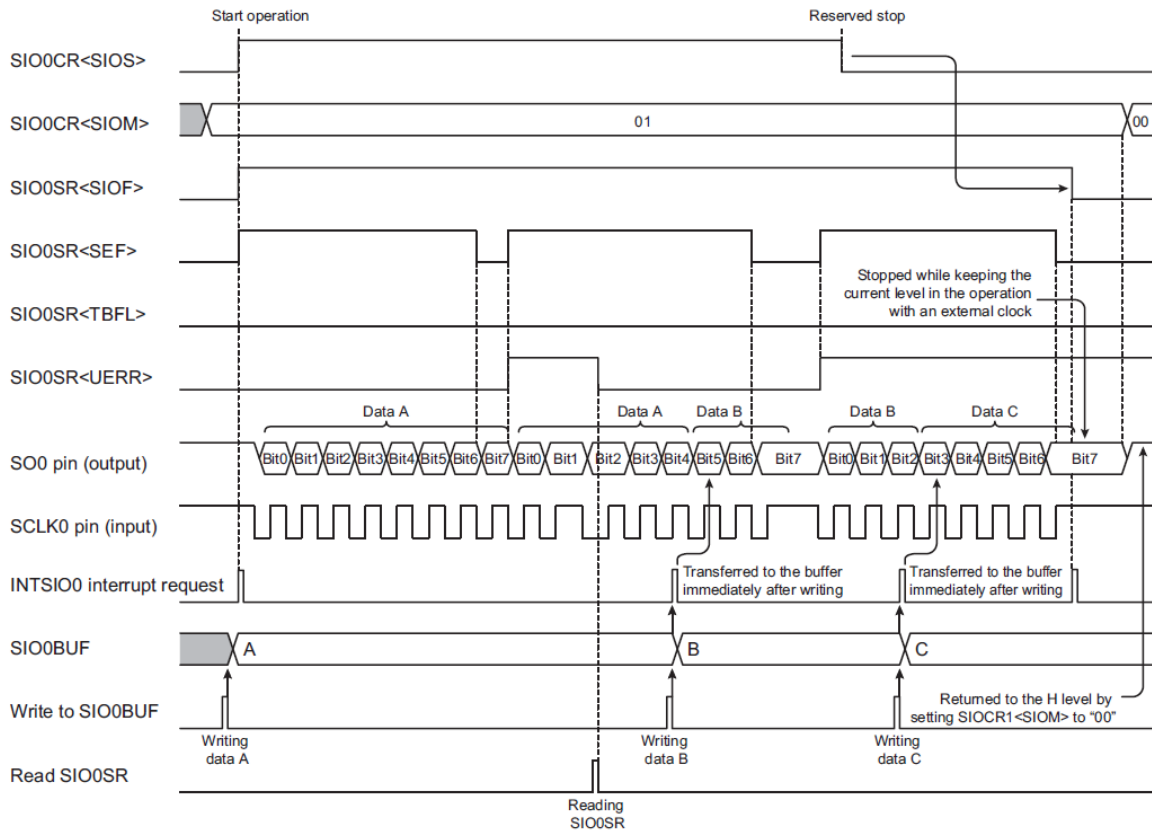 Start operation
Reserved stop
SIO0CR<SIOS>
SIO0CR<SIOM>
01
00
SIO0SR<SIOF>
SIO0SR<SEF>
Stopped while keeping the
current level in the operation
with an external clock
SIO0SR<TBFL>
SIO0SR<UERR>
Data A
Data A
Data B
Data B
Data C
SO0 pin (output)
Bit0 Bit1 Bit2 Bit3 Bit4 Bit5 Bit6 Bit7 Bit0 Bit1 Bit2 Bit3 Bit4 Bit5 Bit6 Bit7 Bit0 Bit1 Bit2 Bit3 Bit4 Bit5 Bit6 Bit7
SCLK0 pin (input)
INTSIO0 interrupt request
Transferred to the buffer
immediately after writing
Transferred to the buffer
immediately after writing
SIO0BUF
A
B
C
Write to SIO0BUF
Returned to the H level by
setting SIOCR1<SIOM> to “00”
Writing
data A
Writing
data B
Writing
data C
Read SIO0SR
Reading
SIO0SR